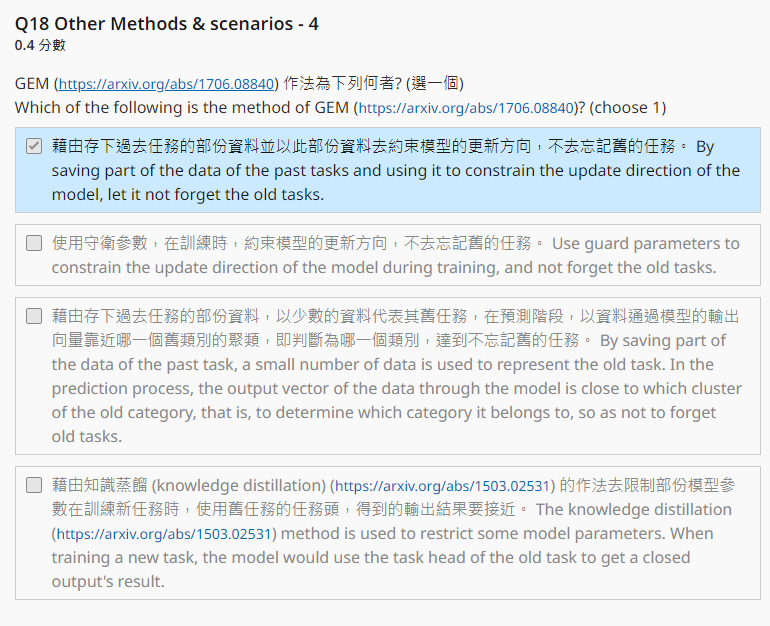 Q18 Other Methods & scenarios - 4
0.4 分數
GEM (https://arxiv.org/abs/1706.08840) 作法為下列何者? (選一個)
Which of the following is the method of GEM (https://arxiv.org/abs/1706.08840)? (choose 1)
藉由存下過去任務的部份資料並以此部份資料去約束模型的更新方向，不去忘記舊的任務。 By
saving part of the data of the past tasks and using it to constrain the update direction of the
model, let it not forget the old tasks.
使用守衛參數，在訓練時，約束模型的更新方向，不去忘記舊的任務。 Use guard parameters to
constrain the update direction of the model during training, and not forget the old tasks.
藉由存下過去任務的部份資料，以少數的資料代表其舊任務，在預測階段，以資料通過模型的輸出
向量靠近哪一個舊類別的聚類，即判斷為哪一個類別，達到不忘記舊的任務。 By saving part of
the data of the past task, a small number of data is used to represent the old task. In the
prediction process, the output vector of the data through the model is close to which cluster
of the old category, that is, to determine which category it belongs to, so as not to forget
old tasks.
藉由知識蒸餾 (knowledge distillation) (https://arxiv.org/abs/1503.02531) 的作法去限制部份模型參
數在訓練新任務時，使用舊任務的任務頭，得到的輸出結果要接近。 The knowledge distillation
(https://arxiv.org/abs/1503.02531) method is used to restrict some model parameters. When
training a new task, the model would use the task head of the old task to get a closed
output's result.